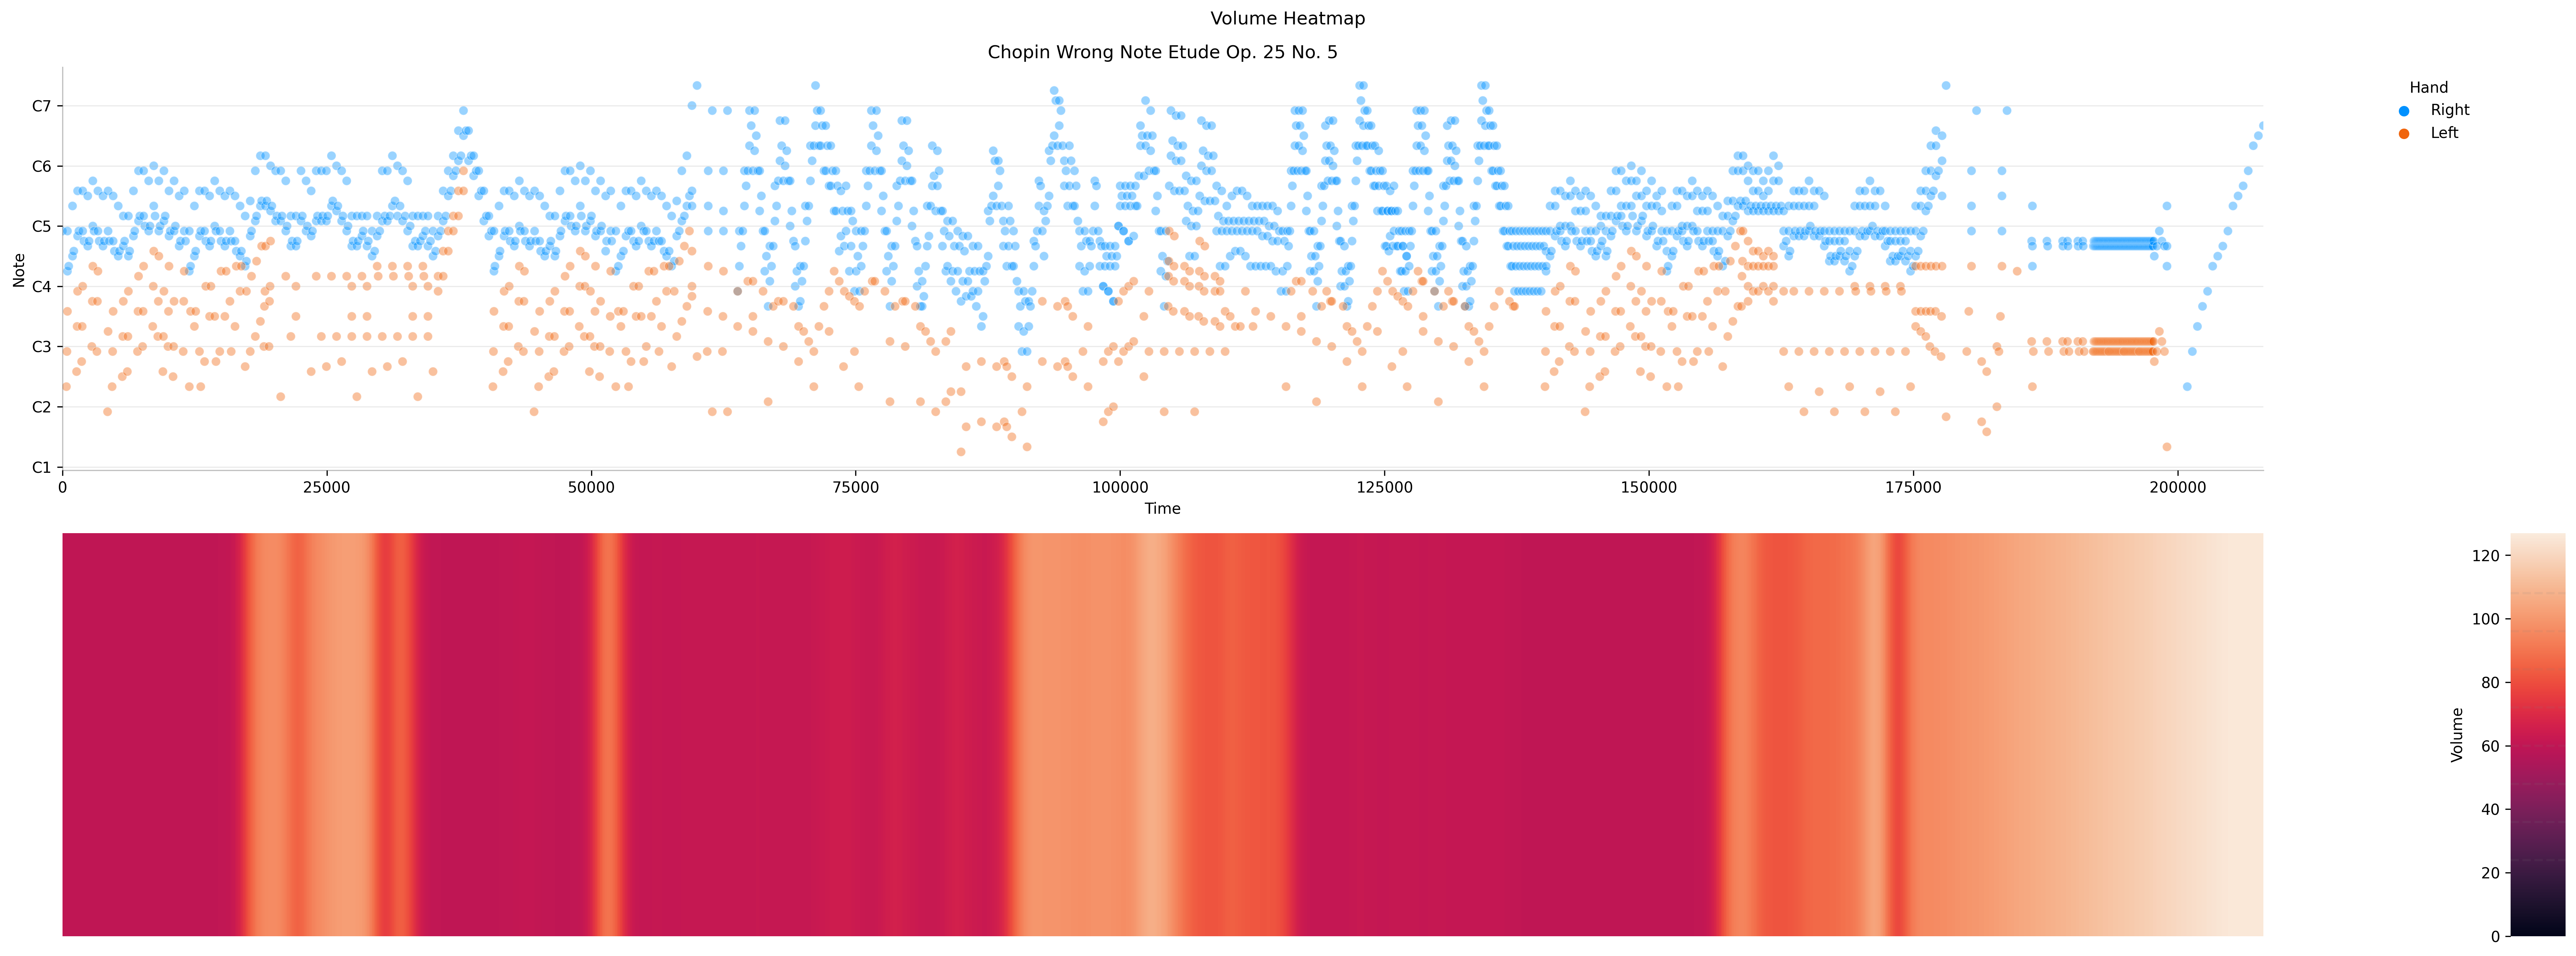 Volume Heatmap
Chopin Wrong Note Etude Op. 25 No. 5
Hand
Right
Left
C7
C6
C5
C4
C3
C2
C1
Note
0 25000 50000 75000 100000 125000 150000 175000 200000
Time
120
100
80
60
40
20
0
Volume